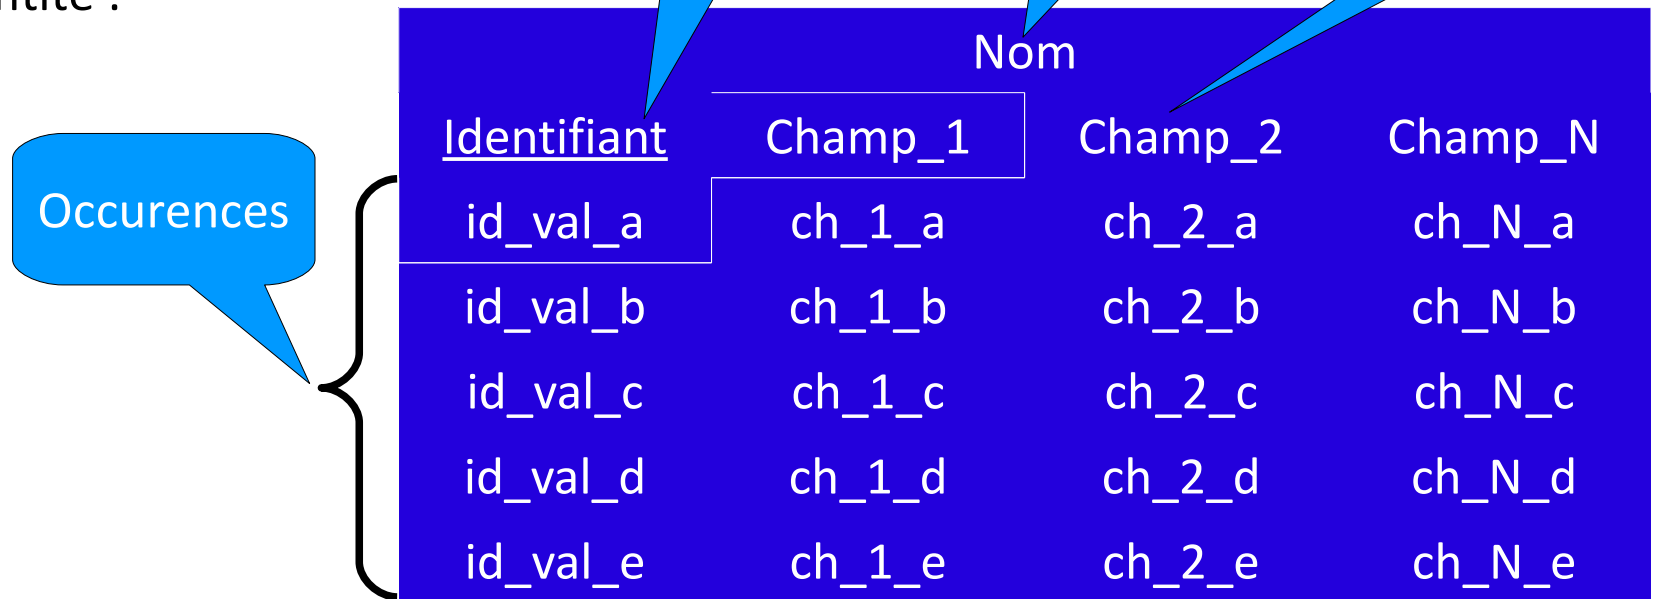 Nom
Identifiant Champ_1 Champ_2 Champ_N
Occurences
id_val_a ch_1_a ch_2_a ch_N_a
id_val_b ch_1_b ch_2_b ch_N_b
id_val_c ch_1_c ch_2_c ch_N_c
id_val_d ch_1_d ch_2_d ch_N_d
id_val_e ch_1_e ch_2_e ch_N_e